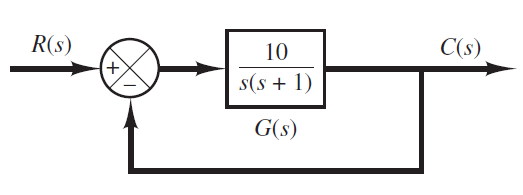 R(s)
+
−
10
s(s + 1)
G(s)
C(s)